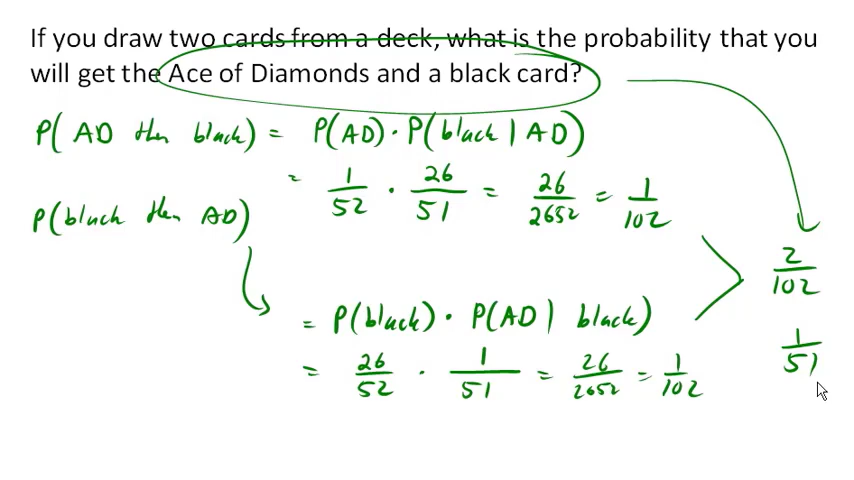 If you draw two cards from a deck, what is the probability that you
will get the Ace of Diamonds and a black card?
P( AD then black) = P(AD) · P(black | AD)
= 1/52 · 26/51 = 26/2652 = 1/102
P(black then AD)
2/102
= P(black) · P(AD | black)
= 26/52 · 1/51 = 26/2652 = 1/102
1/51